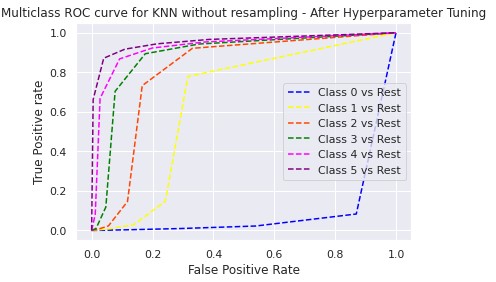 Multiclass ROC curve for KNN without resampling - After Hyperparameter Tuning
1.0
0.8
0.6
0.4
0.2
0.0
True Positive rate
Class 0 vs Rest
Class 1 vs Rest
Class 2 vs Rest
Class 3 vs Rest
Class 4 vs Rest
Class 5 vs Rest
0.0 0.2 0.4 0.6 0.8 1.0
False Positive Rate